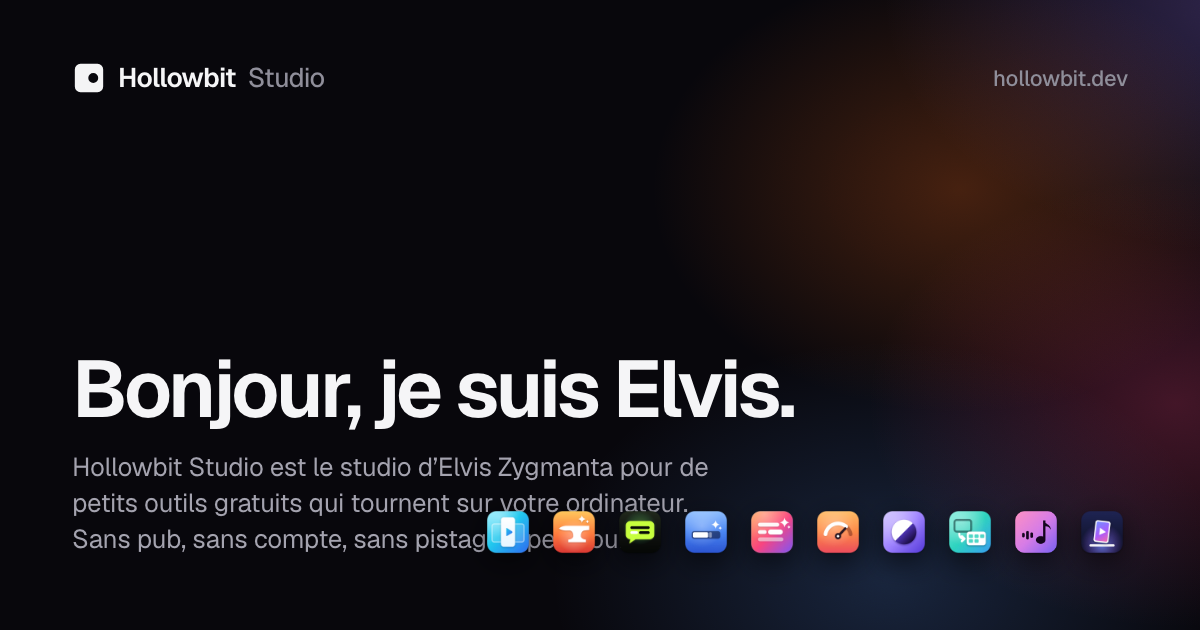 Hollowbit Studio
hollowbit.dev
Bonjour, je suis Elvis.
Hollowbit Studio est le studio d’Elvis Zygmanta pour de
petits outils gratuits qui tournent sur votre ordinateur.
Sans pub, sans compte, sans